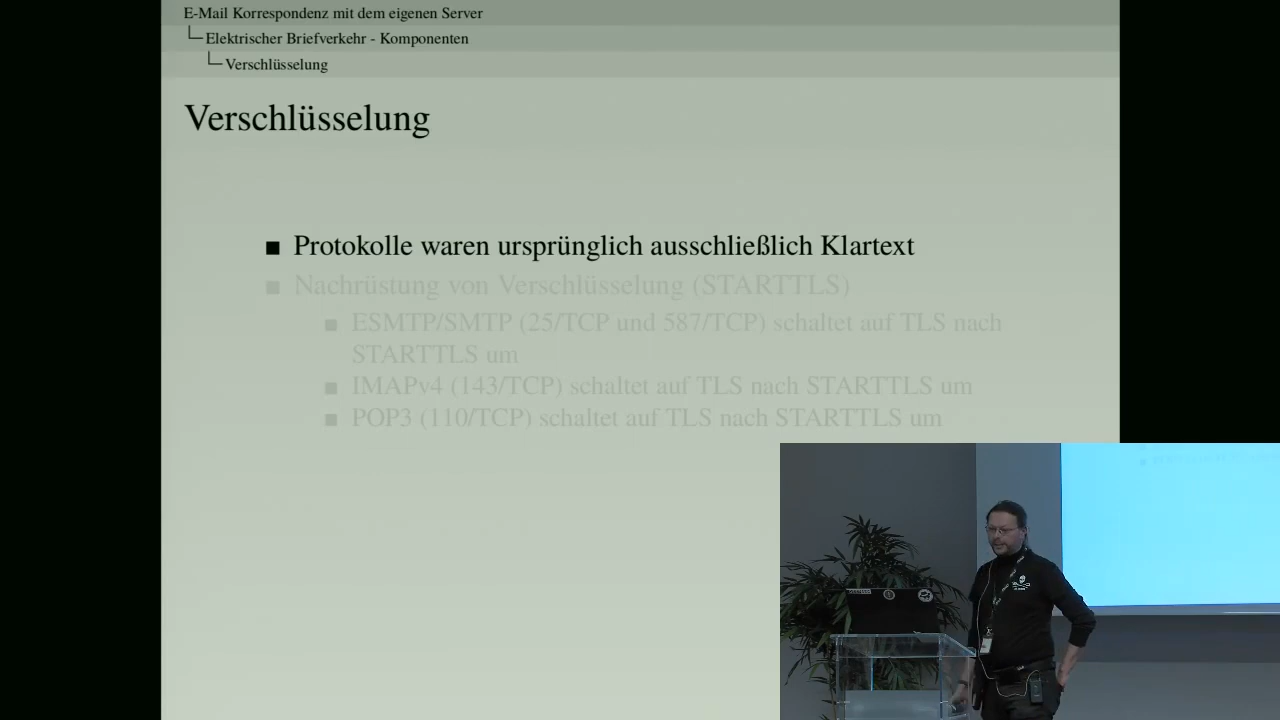 E-Mail Korrespondenz mit dem eigenen Server
Elektrischer Briefverkehr - Komponenten
Verschlüsselung
Verschlüsselung
Protokolle waren ursprünglich ausschließlich Klartext
Nachrüstung von Verschlüsselung (STARTTLS)
ESMTP/SMTP (25/TCP und 587/TCP) schaltet auf TLS nach
STARTTLS um
IMAPv4 (143/TCP) schaltet auf TLS nach STARTTLS um
POP3 (110/TCP) schaltet auf TLS nach STARTTLS um